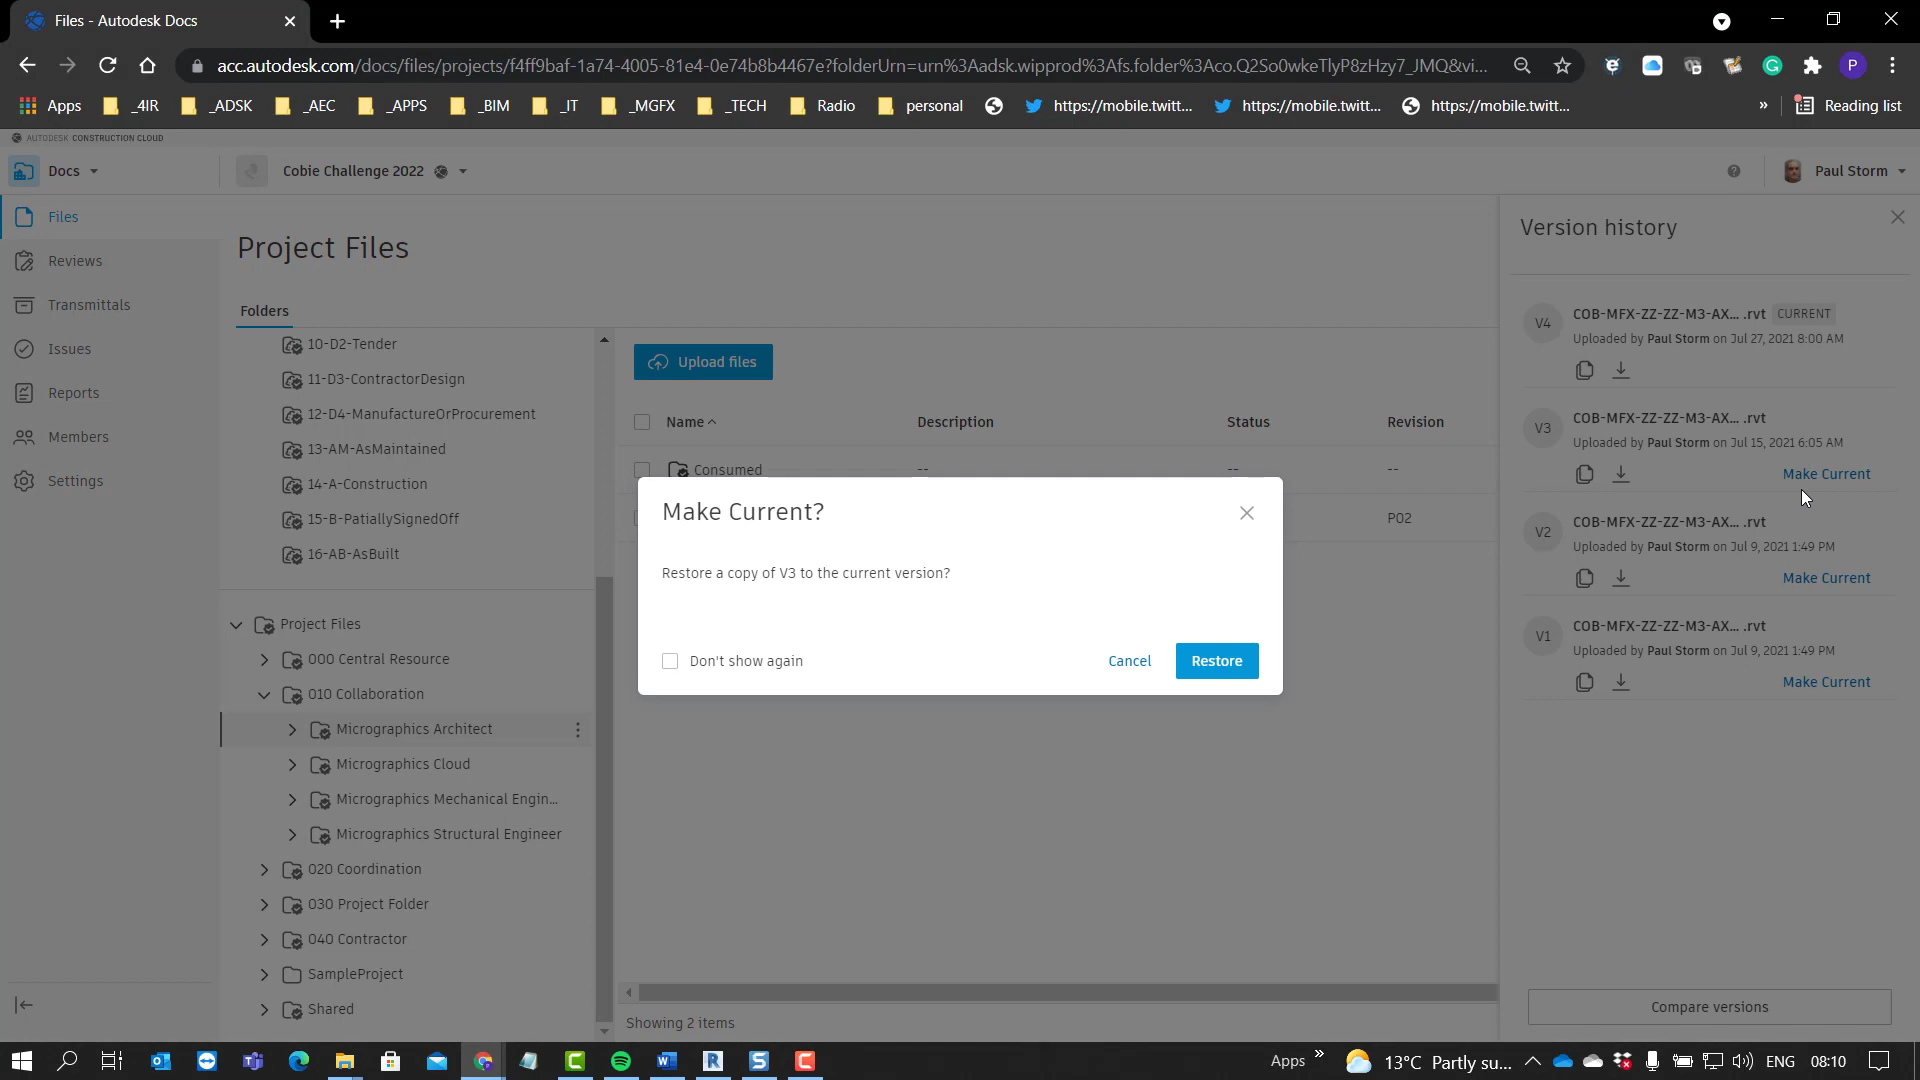 Files - Autodesk Docs
acc.autodesk.com/docs/files/projects/f4ff9baf-1a74-4005-81e4-0e74b8b4467e?folderUrn=urn%3Aadsk.wipprod%3Afs.folder%3Aco.Q2So0wkeTlyP8zHzy7_JMQ&vi...
P
Apps _4IR _ADSK _AEC _APPS _BIM _IT _MGFX _TECH Radio personal https://mobile.twitt... https://mobile.twitt... https://mobile.twitt... » Reading list
AUTODESK CONSTRUCTION CLOUD
Docs
Cobie Challenge 2022
Paul Storm
Files
Reviews
Transmittals
Issues
Reports
Members
Settings
Project Files
Folders
10-D2-Tender
11-D3-ContractorDesign
12-D4-ManufactureOrProcurement
13-AM-AsMaintained
14-A-Construction
15-B-PatiallySignedOff
16-AB-AsBuilt
Project Files
000 Central Resource
010 Collaboration
Micrographics Architect
Micrographics Cloud
Micrographics Mechanical Engin...
Micrographics Structural Engineer
020 Coordination
030 Project Folder
040 Contractor
SampleProject
Shared
Upload files
Name Description Status Revision
Consumed -- -- --
P02
Showing 2 items
Make Current?
Restore a copy of V3 to the current version?
Don't show again
Cancel
Restore
Version history
V4
COB-MFX-ZZ-ZZ-M3-AX... .rvt CURRENT
Uploaded by Paul Storm on Jul 27, 2021 8:00 AM
V3
COB-MFX-ZZ-ZZ-M3-AX... .rvt
Uploaded by Paul Storm on Jul 15, 2021 6:05 AM
Make Current
V2
COB-MFX-ZZ-ZZ-M3-AX... .rvt
Uploaded by Paul Storm on Jul 9, 2021 1:49 PM
Make Current
V1
COB-MFX-ZZ-ZZ-M3-AX... .rvt
Uploaded by Paul Storm on Jul 9, 2021 1:49 PM
Make Current
Compare versions
Apps » 13°C Partly su... ENG 08:10